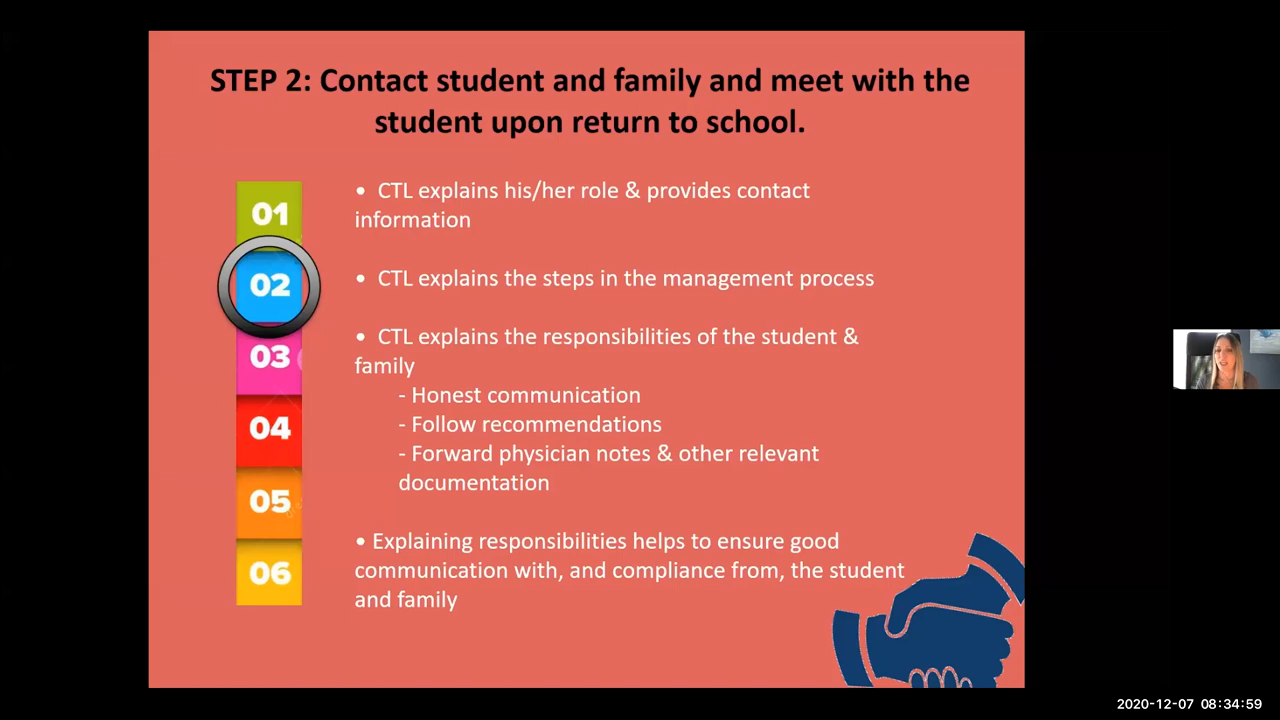 STEP 2: Contact student and family and meet with the
student upon return to school.
01
02
03
04
05
06
• CTL explains his/her role & provides contact
information
• CTL explains the steps in the management process
• CTL explains the responsibilities of the student &
family
- Honest communication
- Follow recommendations
- Forward physician notes & other relevant
documentation
• Explaining responsibilities helps to ensure good
communication with, and compliance from, the student
and family
2020-12-07 08:34:59